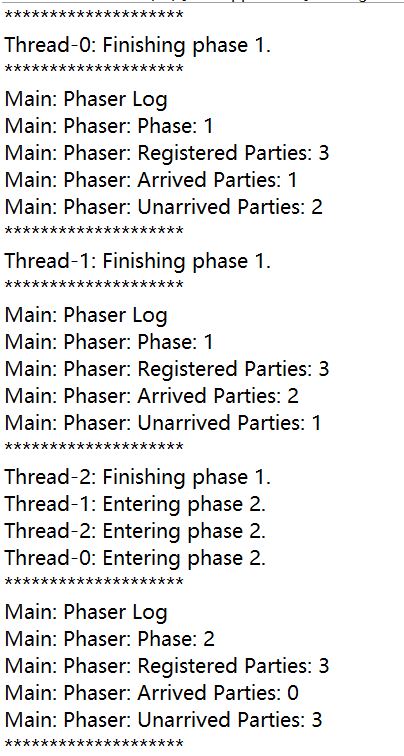 ********************
Thread-0: Finishing phase 1.
********************
Main: Phaser Log
Main: Phaser: Phase: 1
Main: Phaser: Registered Parties: 3
Main: Phaser: Arrived Parties: 1
Main: Phaser: Unarrived Parties: 2
********************
Thread-1: Finishing phase 1.
********************
Main: Phaser Log
Main: Phaser: Phase: 1
Main: Phaser: Registered Parties: 3
Main: Phaser: Arrived Parties: 2
Main: Phaser: Unarrived Parties: 1
********************
Thread-2: Finishing phase 1.
Thread-1: Entering phase 2.
Thread-2: Entering phase 2.
Thread-0: Entering phase 2.
********************
Main: Phaser Log
Main: Phaser: Phase: 2
Main: Phaser: Registered Parties: 3
Main: Phaser: Arrived Parties: 0
Main: Phaser: Unarrived Parties: 3
********************